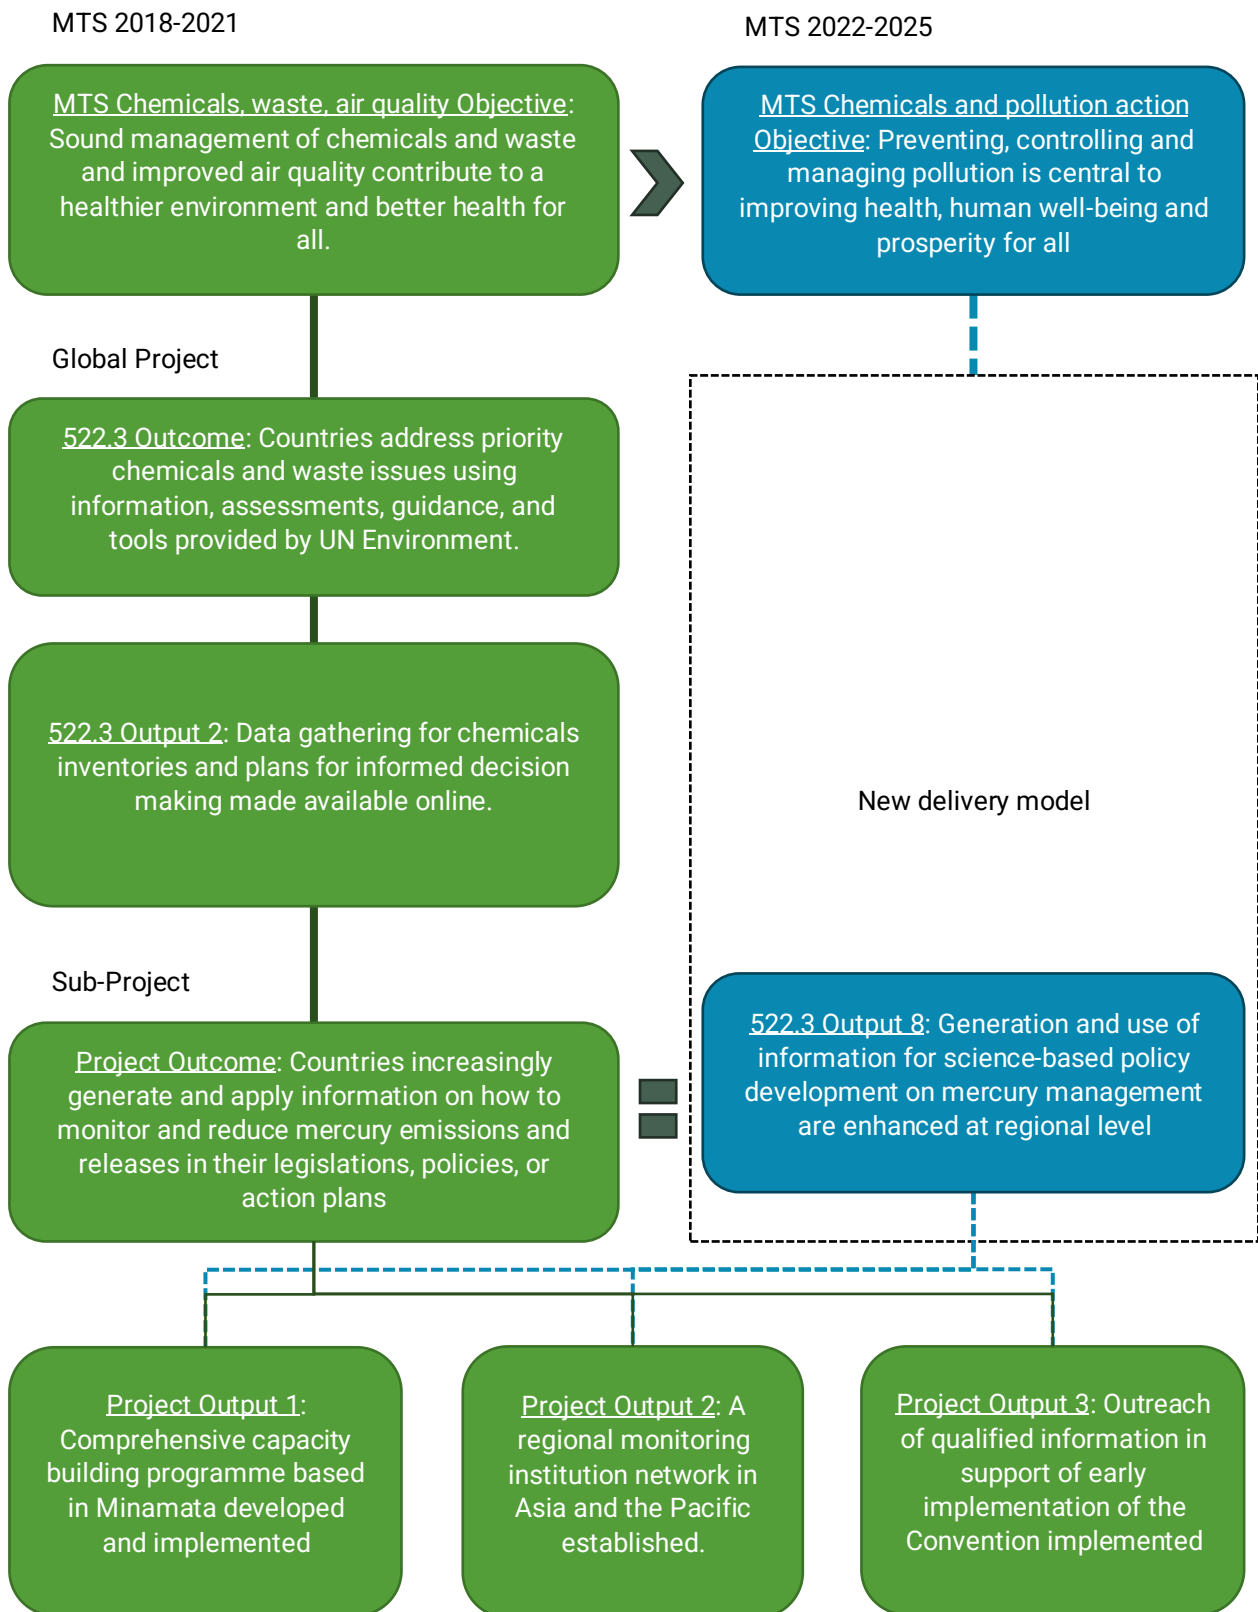 MTS 2018-2021
MTS 2022-2025
MTS Chemicals, waste, air quality Objective:
Sound management of chemicals and waste
and improved air quality contribute to a
healthier environment and better health for
all.
MTS Chemicals and pollution action
Objective: Preventing, controlling and
managing pollution is central to
improving health, human well-being and
prosperity for all
Global Project
522.3 Outcome: Countries address priority
chemicals and waste issues using
information, assessments, guidance, and
tools provided by UN Environment.
522.3 Output 2: Data gathering for chemicals
inventories and plans for informed decision
making made available online.
New delivery model
Sub-Project
Project Outcome: Countries increasingly
generate and apply information on how to
monitor and reduce mercury emissions and
releases in their legislations, policies, or
action plans
522.3 Output 8: Generation and use of
information for science-based policy
development on mercury management
are enhanced at regional level
Project Output 1:
Comprehensive capacity
building programme based
in Minamata developed
and implemented
Project Output 2: A
regional monitoring
institution network in
Asia and the Pacific
established.
Project Output 3: Outreach
of qualified information in
support of early
implementation of the
Convention implemented